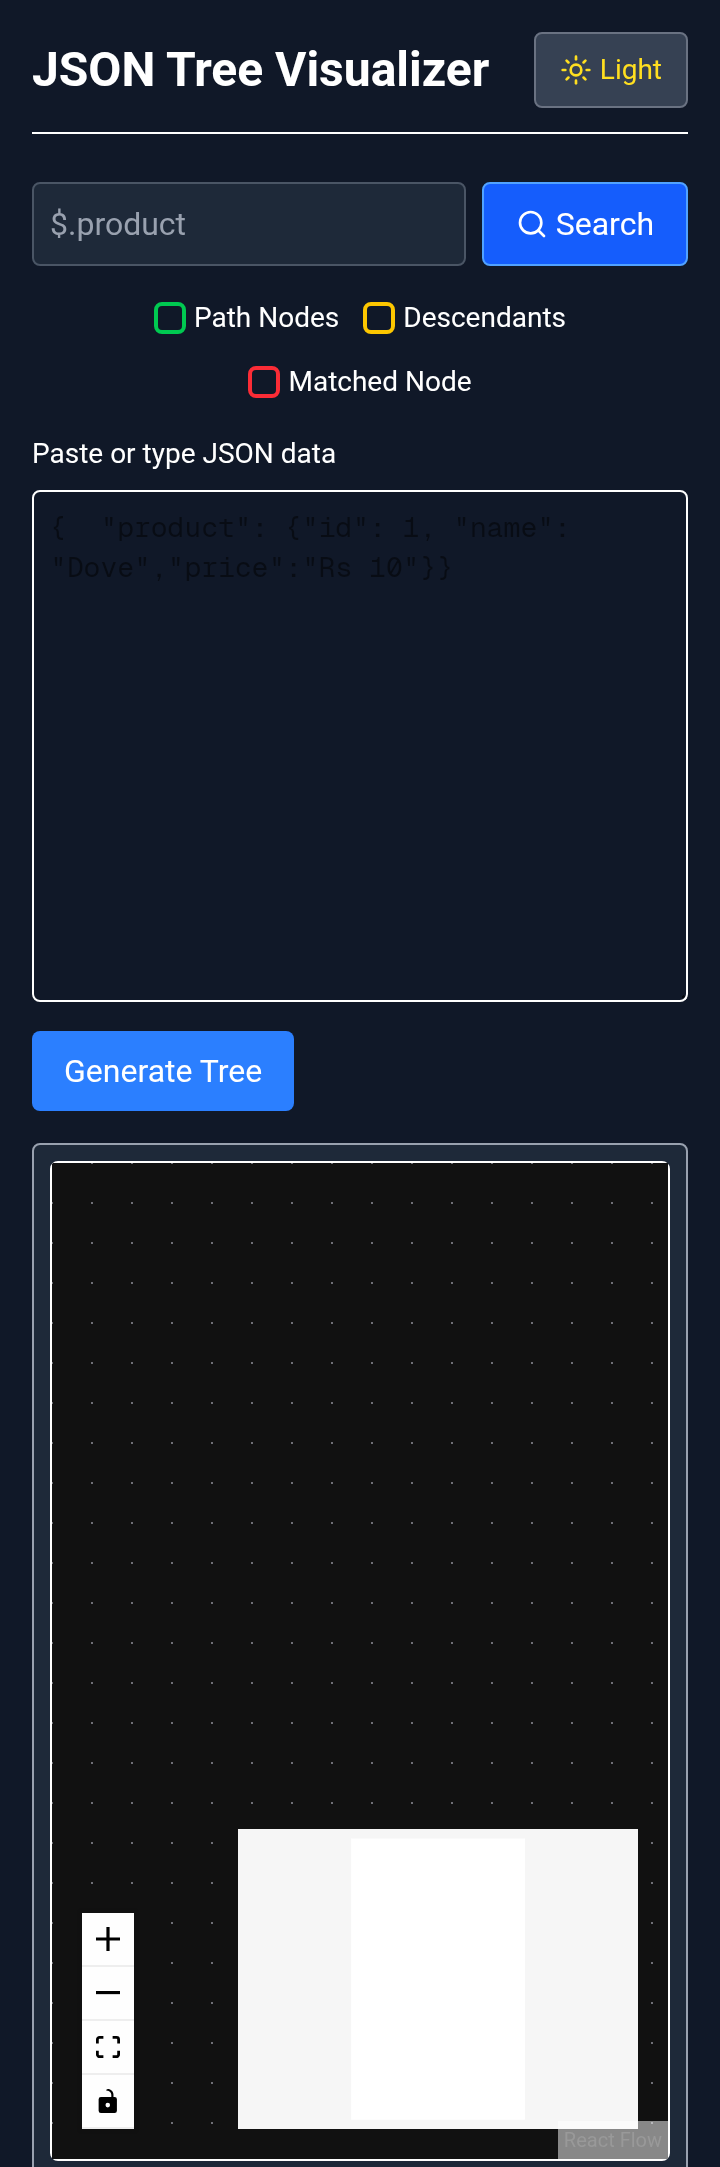 JSON Tree Visualizer
Light
$.product
Search
Path Nodes
Descendants
Matched Node
Paste or type JSON data
{  "product": {"id": 1, "name":
"Dove","price":"Rs 10"}}
Generate Tree
React Flow